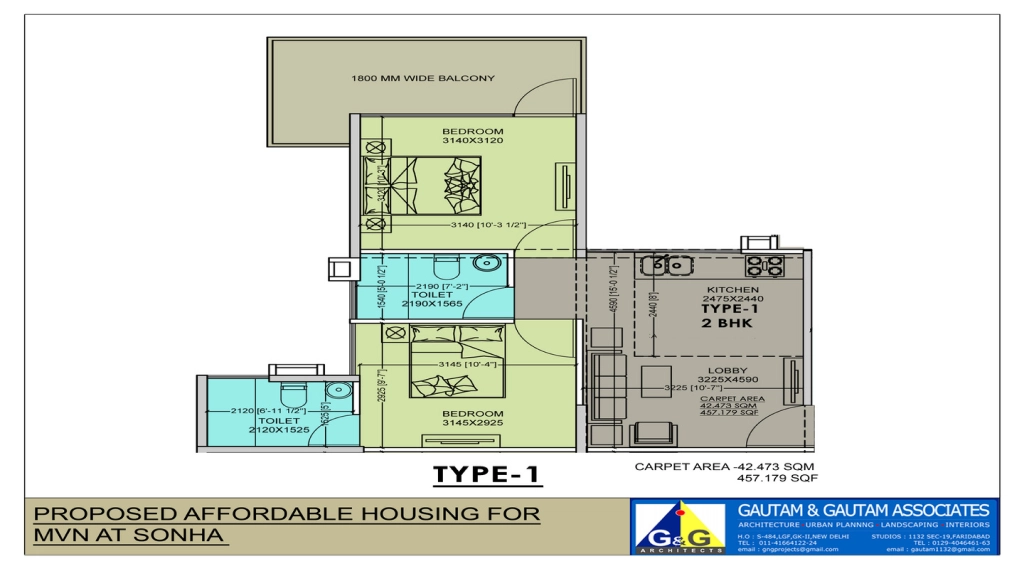 1800 MM WIDE BALCONY
BEDROOM
3140X3120
3120 [10'-3"]
3140 [10'-3 1/2"]
2190 [7'-2"]
1540 [5'-0 1/2"]
TOILET
2190X1565
4590 [15'-0 1/2"]
2440 [8']
KITCHEN
2475X2440
TYPE-1
2 BHK
3145 [10'-4"]
2925 [9'-7"]
LOBBY
3225X4590
3225 [10'-7"]
CARPET AREA
42.473 SQM
457.179 SQF
2120 [6'-11 1/2"]
1525 [5']
TOILET
2120X1525
BEDROOM
3145X2925
TYPE-1
CARPET AREA -42.473 SQM
457.179 SQF
PROPOSED AFFORDABLE HOUSING FOR
MVN AT SONHA
G&G
ARCHITECTS
GAUTAM & GAUTAM ASSOCIATES
ARCHITECTURE URBAN PLANNNG LANDSCAPING INTERIORS
H.O : S-484,LGF,GK-II,NEW DELHI STUDIOS : 1132 SEC-19,FARIDABAD
TEL : 011-41664122-24 TEL : 0129-4046461-63
email : gngprojects@gmail.com email : gautam1132@gmail.com